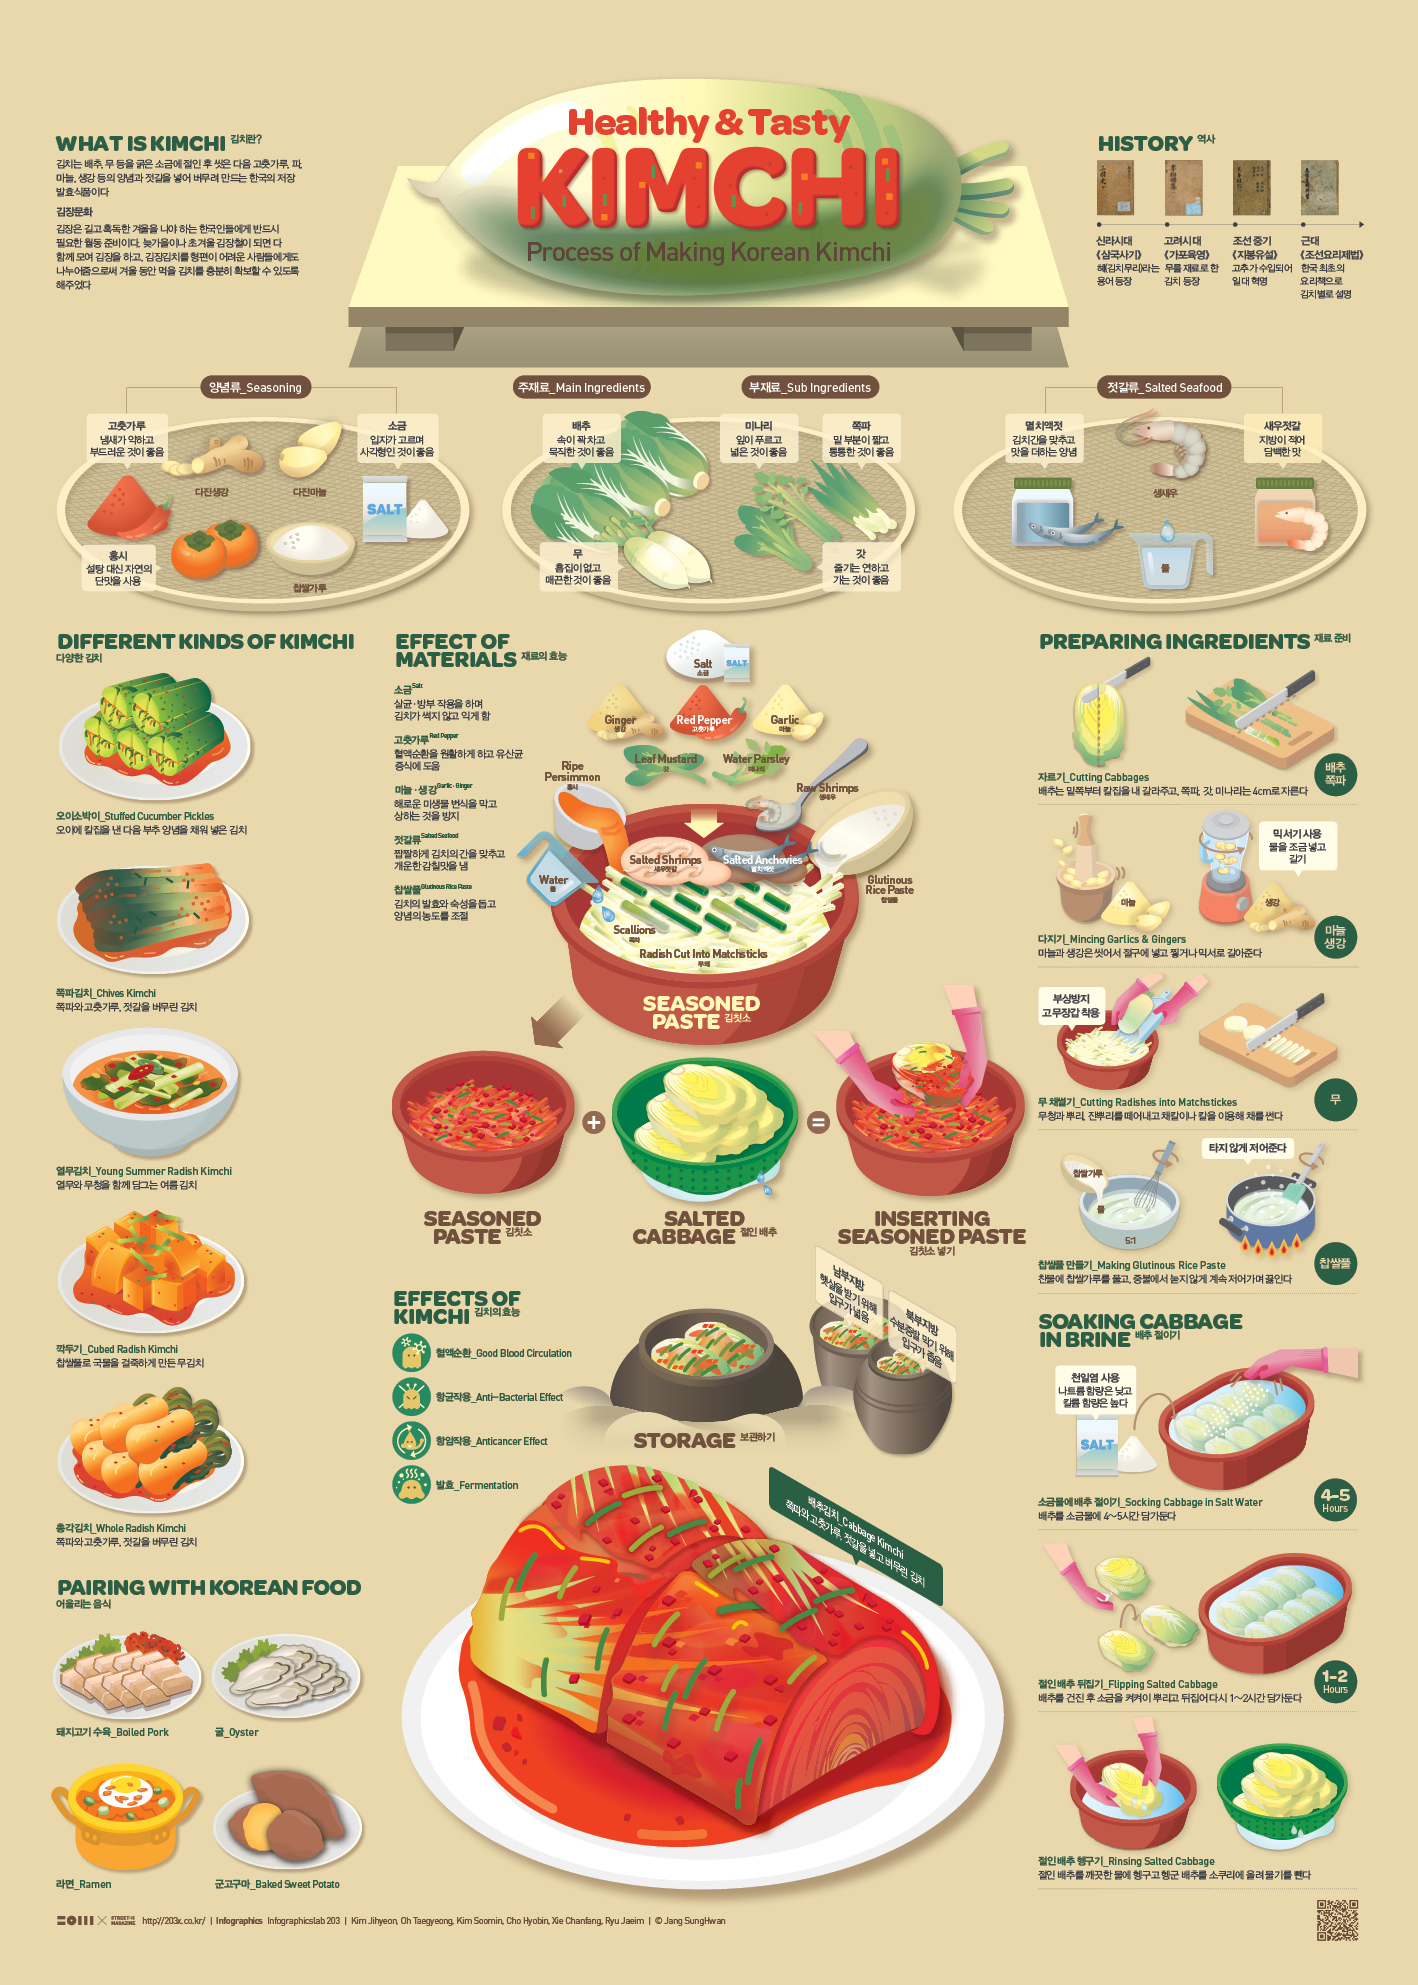 Healthy & Tasty
KIMCHI
Process of Making Korean Kimchi
WHAT IS KIMCHI 김치란?
김치는 배추, 무 등을 굵은 소금에 절인 후 씻은 다음 고춧가루, 파,
마늘, 생강 등의 양념과 젓갈을 넣어 버무려 만드는 한국의 저장
발효식품이다
김장문화
김장은 길고 혹독한 겨울을 나야 하는 한국인들에게 반드시
필요한 월동 준비이다. 늦가을이나 초겨울 김장철이 되면 다
함께 모여 김장을 하고, 김장김치를 형편이 어려운 사람들에게도
나누어줌으로써 겨울 동안 먹을 김치를 충분히 확보할 수 있도록
해주었다
HISTORY 역사
신라시대
《삼국사기》
혜(김치무리)라는
용어 등장
고려시대
《가포육영》
무를 재료로 한
김치 등장
조선 중기
《지봉유설》
고추가 수입되어
일대 혁명
근대
《조선요리제법》
한국 최초의
요리책으로
김치별로 설명
양념류_Seasoning
고춧가루
냄새가 약하고
부드러운 것이 좋음
다진생강
다진마늘
소금
입자가 고르며
사각형인 것이 좋음
SALT
홍시
설탕 대신 자연의
단맛을 사용
찹쌀가루
주재료_Main Ingredients
부재료_Sub Ingredients
배추
속이 꽉 차고
묵직한 것이 좋음
미나리
잎이 푸르고
넓은 것이 좋음
쪽파
밑 부분이 짧고
통통한 것이 좋음
무
흠집이 없고
매끈한 것이 좋음
갓
줄기는 연하고
가는 것이 좋음
젓갈류_Salted Seafood
멸치액젓
김치간을 맞추고
맛을 더하는 양념
생새우
새우젓갈
지방이 적어
담백한 맛
물
DIFFERENT KINDS OF KIMCHI
다양한 김치
오이소박이_Stuffed Cucumber Pickles
오이에 칼집을 낸 다음 부추 양념을 채워 넣은 김치
쪽파김치_Chives Kimchi
쪽파와 고춧가루, 젓갈을 버무린 김치
열무김치_Young Summer Radish Kimchi
열무와 무청을 함께 담그는 여름 김치
깍두기_Cubed Radish Kimchi
찹쌀풀로 국물을 걸쭉하게 만든 무김치
총각김치_Whole Radish Kimchi
쪽파와 고춧가루, 젓갈을 버무린 김치
PAIRING WITH KOREAN FOOD
어울리는 음식
돼지고기 수육_Boiled Pork
굴_Oyster
라면_Ramen
군고구마_Baked Sweet Potato
EFFECT OF
MATERIALS 재료의 효능
소금 Salt
살균·방부 작용을 하며
김치가 썩지 않고 익게 함
고춧가루 Red Pepper
혈액순환을 원활하게 하고 유산균
증식에 도움
마늘·생강 Garlic·Ginger
해로운 미생물 번식을 막고
상하는 것을 방지
젓갈류 Salted Seafood
짭짤하게 김치의 간을 맞추고
개운한 감칠맛을 냄
찹쌀풀 Glutinous Rice Paste
김치의 발효와 숙성을 돕고
양념의 농도를 조절
Salt
소금
SALT
Ginger
생강
Red Pepper
고춧가루
Garlic
마늘
Leaf Mustard
갓
Water Parsley
미나리
Ripe
Persimmon
홍시
Raw Shrimps
생새우
Salted Shrimps
새우젓갈
Salted Anchovies
멸치액젓
Water
물
Glutinous
Rice Paste
찹쌀풀
Scallions
쪽파
Radish Cut Into Matchsticks
무채
SEASONED
PASTE 김칫소
+
=
SEASONED
PASTE 김칫소
SALTED
CABBAGE 절인 배추
INSERTING
SEASONED PASTE
김칫소 넣기
EFFECTS OF
KIMCHI 김치의 효능
혈액순환_Good Blood Circulation
항균작용_Anti-Bacterial Effect
항암작용_Anticancer Effect
발효_Fermentation
남부지방
햇살을 받기 위해
입구가 넓음
북부지방
수분증발 막기 위해
입구가 좁음
STORAGE 보관하기
배추김치_Cabbage Kimchi
쪽파와 고춧가루, 젓갈을 넣고 버무린 김치
PREPARING INGREDIENTS 재료 준비
자르기_Cutting Cabbages
배추는 밑쪽부터 칼집을 내 갈라주고, 쪽파, 갓, 미나리는 4cm로 자른다
배추
쪽파
믹서기 사용
물을 조금 넣고
갈기
마늘
생강
다지기_Mincing Garlics & Gingers
마늘과 생강은 씻어서 절구에 넣고 찧거나 믹서로 갈아준다
마늘
생강
부상방지
고무장갑 착용
무 채썰기_Cutting Radishes into Matchstickes
무청과 뿌리, 잔뿌리를 떼어내고 채칼이나 칼을 이용해 채를 썬다
무
찹쌀가루
물
5:1
타지 않게 저어준다
찹쌀풀 만들기_Making Glutinous Rice Paste
찬물에 찹쌀가루를 풀고, 중불에서 눋지 않게 계속 저어가며 끓인다
찹쌀풀
SOAKING CABBAGE
IN BRINE 배추 절이기
천일염 사용
나트륨 함량은 낮고
칼륨 함량은 높다
SALT
소금물에 배추 절이기_Socking Cabbage in Salt Water
배추를 소금물에 4~5시간 담가둔다
4-5
Hours
절인 배추 뒤집기_Flipping Salted Cabbage
배추를 건진 후 소금을 켜켜이 뿌리고 뒤집어 다시 1~2시간 담가둔다
1-2
Hours
절인 배추 헹구기_Rinsing Salted Cabbage
절인 배추를 깨끗한 물에 헹구고 헹군 배추를 소쿠리에 올려 물기를 뺀다
STREET-H
MAGAZINE
http://203x.co.kr/ | Infographics Infographicslab 203 | Kim Jihyeon, Oh Taegyeong, Kim Soomin, Cho Hyobin, Xie Chanfang, Ryu Jaeim | © Jang SungHwan